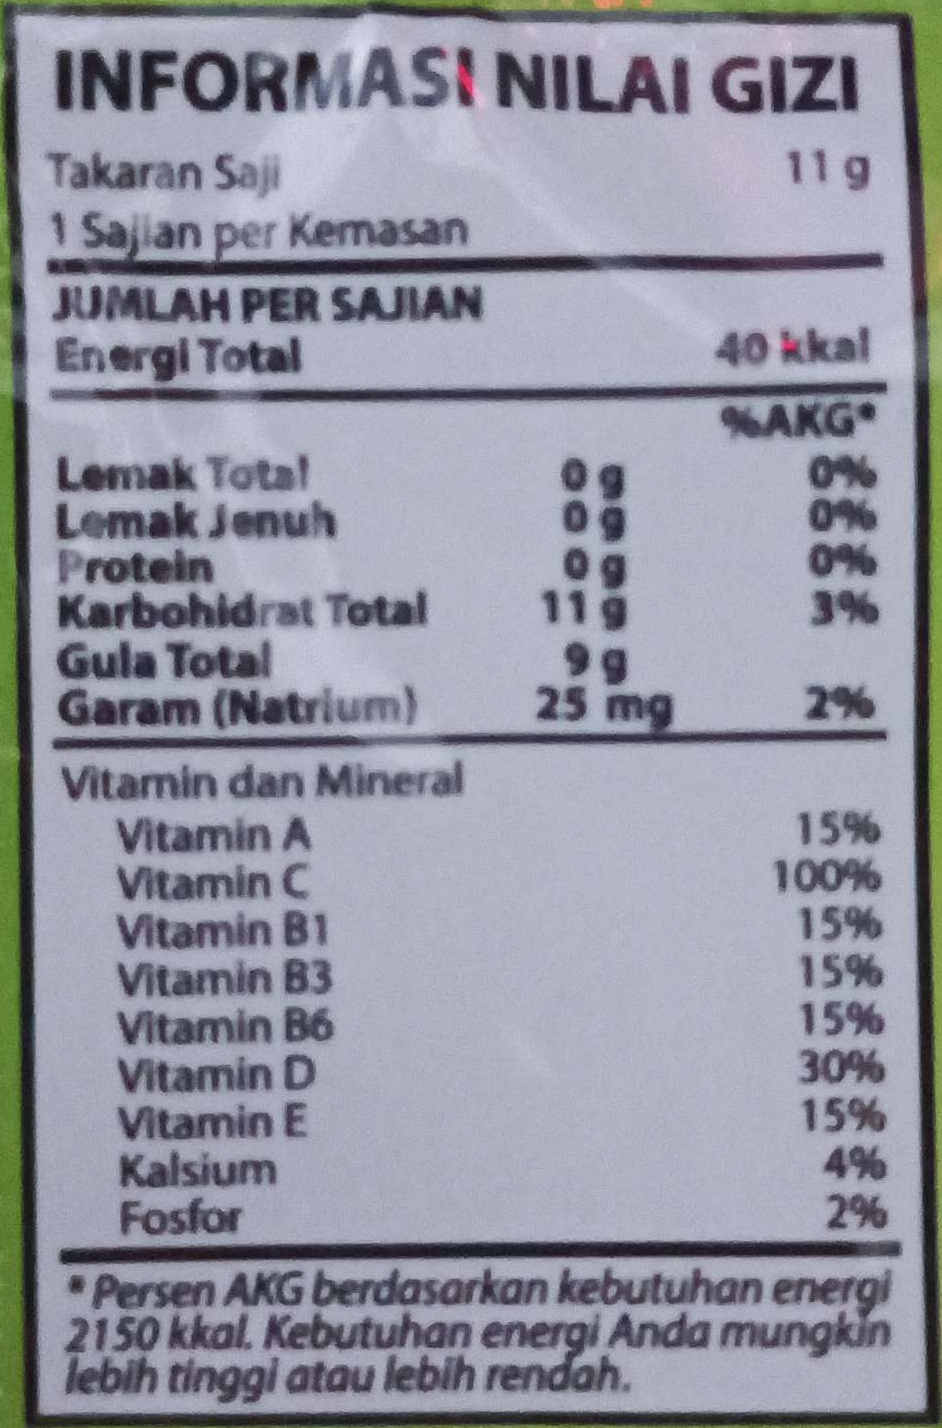 INFORMASI NILAI GIZI
Takaran Saji 11 g
1 Sajian per Kemasan
JUMLAH PER SAJIAN
Energi Total 40 kkal
%AKG*
Lemak Total 0 g 0%
Lemak Jenuh 0 g 0%
Protein 0 g 0%
Karbohidrat Total 11 g 3%
Gula Total 9 g
Garam (Natrium) 25 mg 2%
Vitamin dan Mineral
Vitamin A 15%
Vitamin C 100%
Vitamin B1 15%
Vitamin B3 15%
Vitamin B6 15%
Vitamin D 30%
Vitamin E 15%
Kalsium 4%
Fosfor 2%
* Persen AKG berdasarkan kebutuhan energi
2150 kkal. Kebutuhan energi Anda mungkin
lebih tinggi atau lebih rendah.